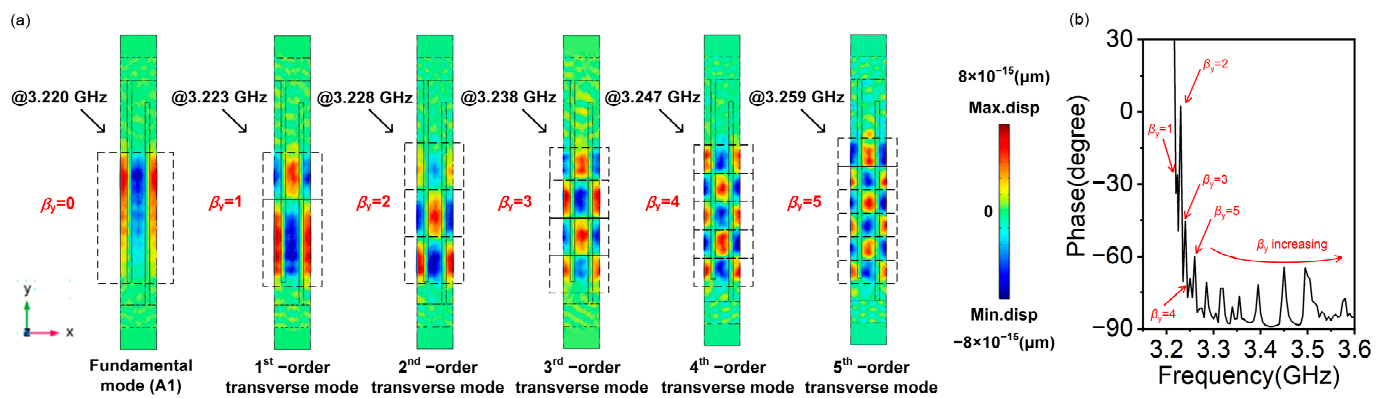 (a)
@3.220 GHz
@3.223 GHz
@3.228 GHz
@3.238 GHz
@3.247 GHz
@3.259 GHz
βy=0
βy=1
βy=2
βy=3
βy=4
βy=5
y
z
x
Fundamental
mode (A1)
1st −order
transverse mode
2nd −order
transverse mode
3rd −order
transverse mode
4th −order
transverse mode
5th −order
transverse mode
8×10−15(μm)
Max.disp
0
Min.disp
−8×10−15(μm)
(b)
Phase(degree)
30
0
−30
−60
−90
βy=2
βy=1
βy=3
βy=5
βy increasing
βy=4
3.2
3.3
3.4
3.5
3.6
Frequency(GHz)